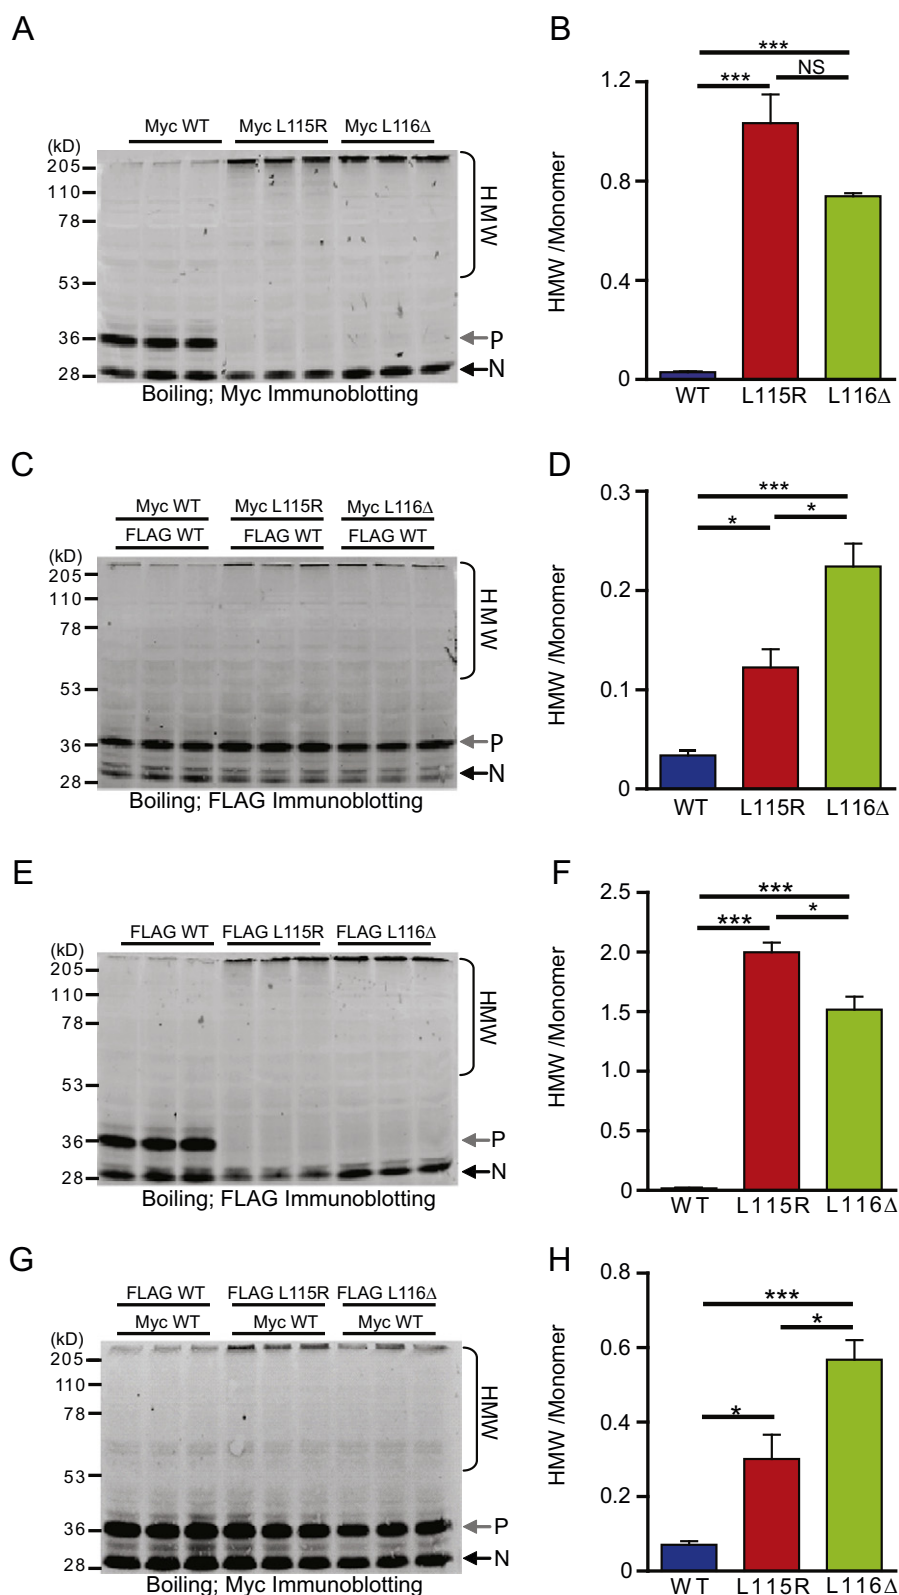 A
Myc WT Myc L115R Myc L116Δ
(kD)
205
110
78
53
36
28
HMW
P
N
Boiling; Myc Immunoblotting
B
***
*** NS
HMW /Monomer
1.2
0.8
0.4
0
WT L115R L116Δ
C
Myc WT Myc L115R Myc L116Δ
FLAG WT FLAG WT FLAG WT
(kD)
205
110
78
53
36
28
HMW
P
N
Boiling; FLAG Immunoblotting
D
***
* *
HMW /Monomer
0.3
0.2
0.1
0
WT L115R L116Δ
E
FLAG WT FLAG L115R FLAG L116Δ
(kD)
205
110
78
53
36
28
HMW
P
N
Boiling; FLAG Immunoblotting
F
***
*** *
HMW /Monomer
2.5
2.0
1.5
1.0
0.5
0
WT L115R L116Δ
G
FLAG WT FLAG L115R FLAG L116Δ
Myc WT Myc WT Myc WT
(kD)
205
110
78
53
36
28
HMW
P
N
Boiling; Myc Immunoblotting
H
***
*
*
HMW /Monomer
0.8
0.6
0.4
0.2
0
WT L115R L116Δ